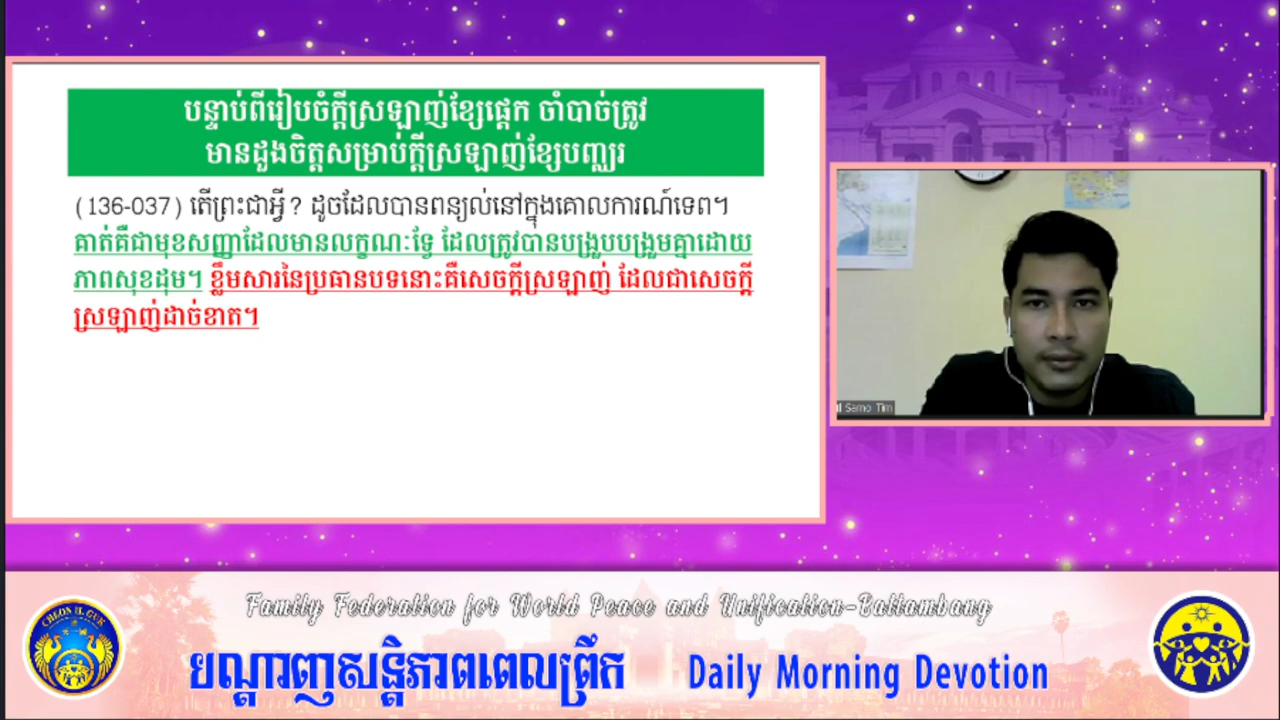 បន្ទាប់ពីរៀបចំក្ដីស្រឡាញ់ខ្សែផ្ដេក ចាំបាច់ត្រូវ
មានដួងចិត្តសម្រាប់ក្ដីស្រឡាញ់ខ្សែបញ្ឈរ
(136-037) តើព្រះជាអ្វី? ដូចដែលបានពន្យល់នៅក្នុងគោលការណ៍ទេព។
គាត់គឺជាមុខសញ្ញាដែលមានលក្ខណៈទ្វេ ដែលត្រូវបានបង្រួបបង្រួមគ្នាដោយ
ភាពសុខដុម។ ខ្លឹមសារនៃប្រធានបទនោះគឺសេចក្ដីស្រឡាញ់ ដែលជាសេចក្ដី
ស្រឡាញ់ដាច់ខាត។
Samo Tim
Family Federation for World Peace and Unification-Battambang
CHEON IL GUK
បណ្ដាញសន្តិភាពពេលព្រឹក
Daily Morning Devotion